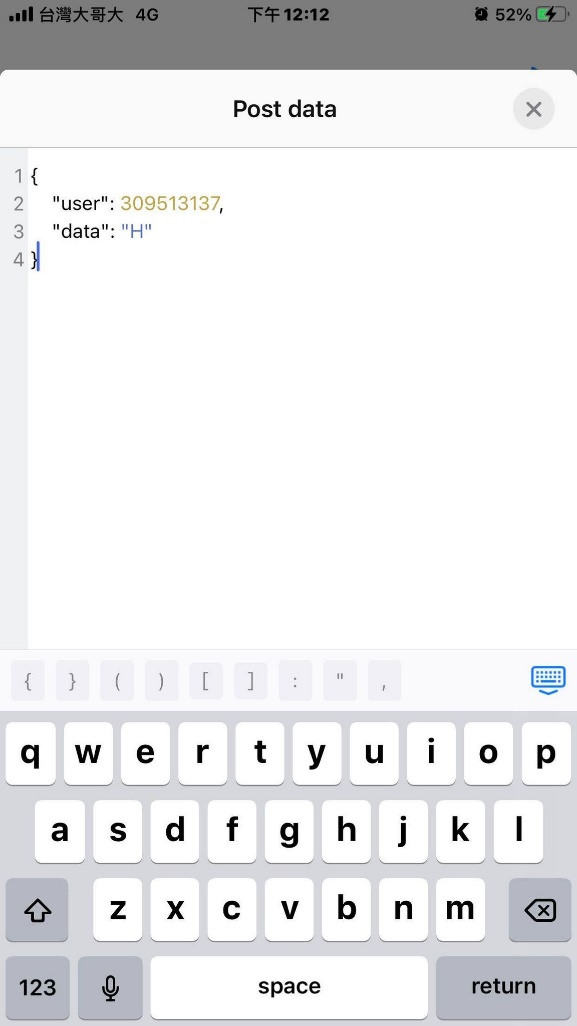 台灣大哥大 4G 下午12:12 52%
Post data
1 {
2 "user": 309513137,
3 "data": "H"
4 }
{ } ( ) [ ] : " ,
q w e r t y u i o p
a s d f g h j k l
z x c v b n m
123 space return